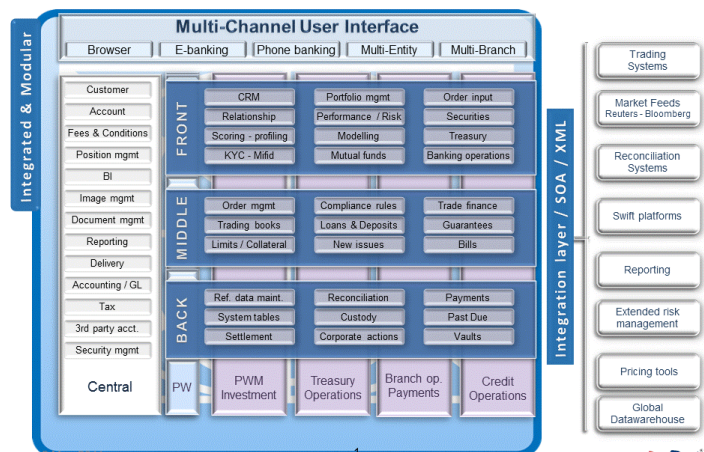 Multi-Channel User Interface
Browser
E-banking
Phone banking
Multi-Entity
Multi-Branch
Integrated & Modular
Customer
Account
Fees & Conditions
Position mgmt
BI
Image mgmt
Document mgmt
Reporting
Delivery
Accounting / GL
Tax
3rd party acct.
Security mgmt
Central
FRONT
CRM
Portfolio mgmt
Order input
Relationship
Performance / Risk
Securities
Scoring - profiling
Modelling
Treasury
KYC - Mifid
Mutual funds
Banking operations
MIDDLE
Order mgmt
Compliance rules
Trade finance
Trading books
Loans & Deposits
Guarantees
Limits / Collateral
New issues
Bills
BACK
Ref. data maint.
Reconciliation
Payments
System tables
Custody
Past Due
Settlement
Corporate actions
Vaults
PW
PWM
Investment
Treasury
Operations
Branch op.
Payments
Credit
Operations
Integration layer / SOA / XML
Trading
Systems
Market Feeds
Reuters - Bloomberg
Reconciliation
Systems
Swift platforms
Reporting
Extended risk
management
Pricing tools
Global
Datawarehouse